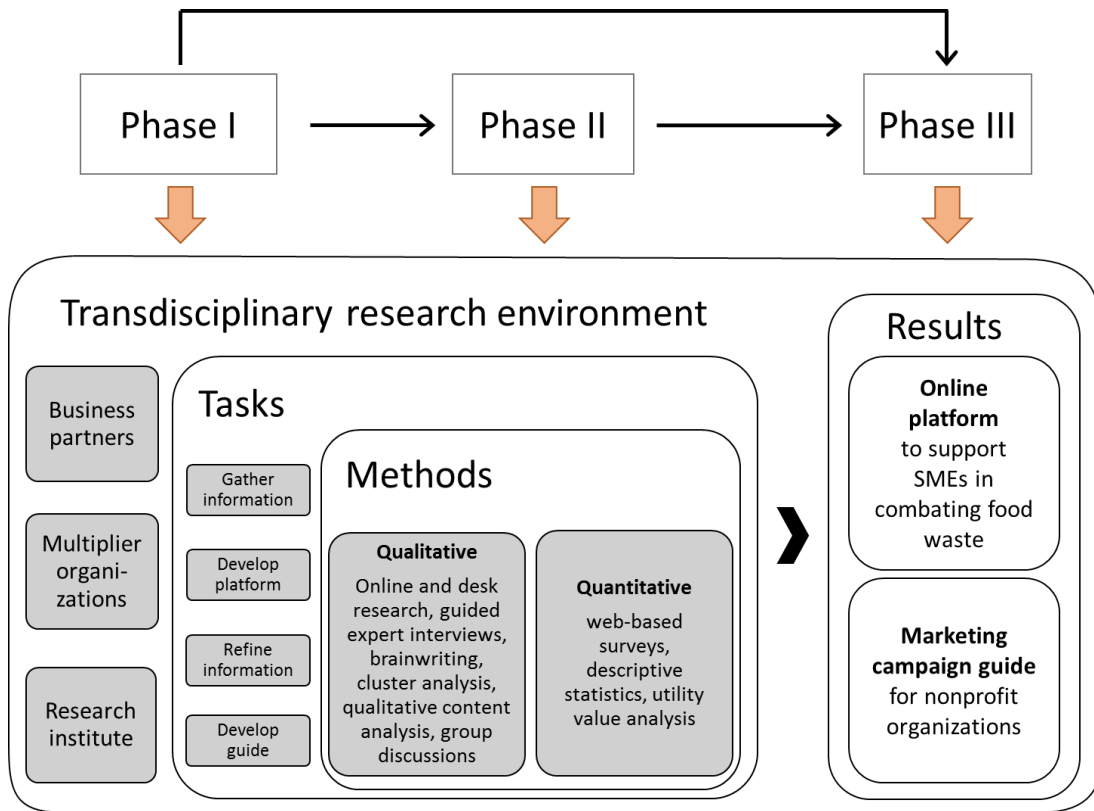 Phase I
Phase II
Phase III
Transdisciplinary research environment
Business
partners
Multiplier
organi-
zations
Research
institute
Tasks
Gather
information
Develop
platform
Refine
information
Develop
guide
Methods
Qualitative
Online and desk
research, guided
expert interviews,
brainwriting,
cluster analysis,
qualitative content
analysis, group
discussions
Quantitative
web-based
surveys,
descriptive
statistics, utility
value analysis
Results
Online
platform
to support
SMEs in
combating food
waste
Marketing
campaign guide
for nonprofit
organizations